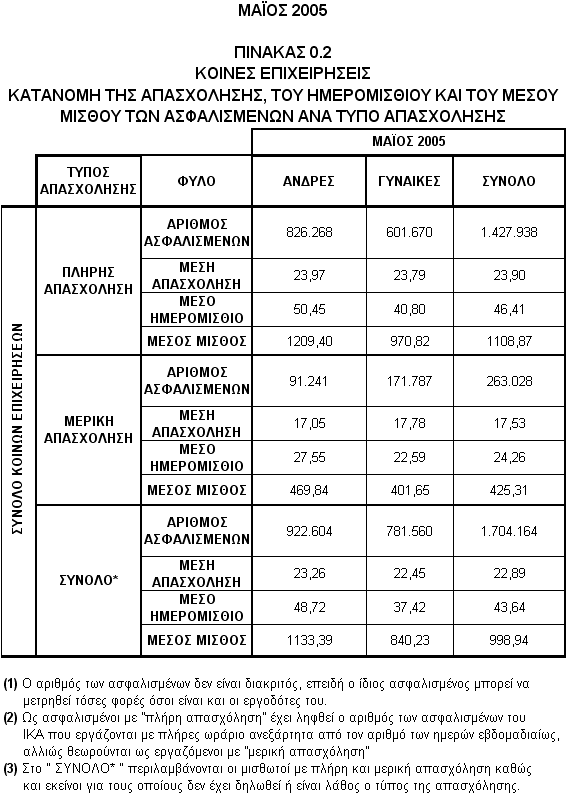 ΜΑΪΟΣ 2005
ΠΙΝΑΚΑΣ 0.2
ΚΟΙΝΕΣ ΕΠΙΧΕΙΡΗΣΕΙΣ
ΚΑΤΑΝΟΜΗ ΤΗΣ ΑΠΑΣΧΟΛΗΣΗΣ, ΤΟΥ ΗΜΕΡΟΜΙΣΘΙΟΥ ΚΑΙ ΤΟΥ ΜΕΣΟΥ
ΜΙΣΘΟΥ ΤΩΝ ΑΣΦΑΛΙΣΜΕΝΩΝ ΑΝΑ ΤΥΠΟ ΑΠΑΣΧΟΛΗΣΗΣ
ΜΑΪΟΣ 2005
ΤΥΠΟΣ
ΑΠΑΣΧΟΛΗΣΗΣ
ΦΥΛΟ
ΑΝΔΡΕΣ
ΓΥΝΑΙΚΕΣ
ΣΥΝΟΛΟ
ΣΥΝΟΛΟ ΚΟΙΝΩΝ ΕΠΙΧΕΙΡΗΣΕΩΝ
ΠΛΗΡΗΣ
ΑΠΑΣΧΟΛΗΣΗ
ΑΡΙΘΜΟΣ
ΑΣΦΑΛΙΣΜΕΝΩΝ
826.268 601.670 1.427.938
ΜΕΣΗ
ΑΠΑΣΧΟΛΗΣΗ
23,97 23,79 23,90
ΜΕΣΟ
ΗΜΕΡΟΜΙΣΘΙΟ
50,45 40,80 46,41
ΜΕΣΟΣ ΜΙΣΘΟΣ 1209,40 970,82 1108,87
ΜΕΡΙΚΗ
ΑΠΑΣΧΟΛΗΣΗ
ΑΡΙΘΜΟΣ
ΑΣΦΑΛΙΣΜΕΝΩΝ
91.241 171.787 263.028
ΜΕΣΗ
ΑΠΑΣΧΟΛΗΣΗ
17,05 17,78 17,53
ΜΕΣΟ
ΗΜΕΡΟΜΙΣΘΙΟ
27,55 22,59 24,26
ΜΕΣΟΣ ΜΙΣΘΟΣ 469,84 401,65 425,31
ΣΥΝΟΛΟ*
ΑΡΙΘΜΟΣ
ΑΣΦΑΛΙΣΜΕΝΩΝ
922.604 781.560 1.704.164
ΜΕΣΗ
ΑΠΑΣΧΟΛΗΣΗ
23,26 22,45 22,89
ΜΕΣΟ
ΗΜΕΡΟΜΙΣΘΙΟ
48,72 37,42 43,64
ΜΕΣΟΣ ΜΙΣΘΟΣ 1133,39 840,23 998,94
(1) Ο αριθμός των ασφαλισμένων δεν είναι διακριτός, επειδή ο ίδιος ασφαλισμένος μπορεί να
μετρηθεί τόσες φορές όσοι είναι και οι εργοδότες του.
(2) Ως ασφαλισμένοι με "πλήρη απασχόληση" έχει ληφθεί ο αριθμός των ασφαλισμένων του
ΙΚΑ που εργάζονται με πλήρες ωράριο ανεξάρτητα από τον αριθμό των ημερών εβδομαδιαίως,
αλλιώς θεωρούνται ως εργαζόμενοι με "μερική απασχόληση"
(3) Στο " ΣΥΝΟΛΟ* " περιλαμβάνονται οι μισθωτοί με πλήρη και μερική απασχόληση καθώς
και εκείνοι για τους οποίους δεν έχει δηλωθεί ή είναι λάθος ο τύπος της απασχόλησης.